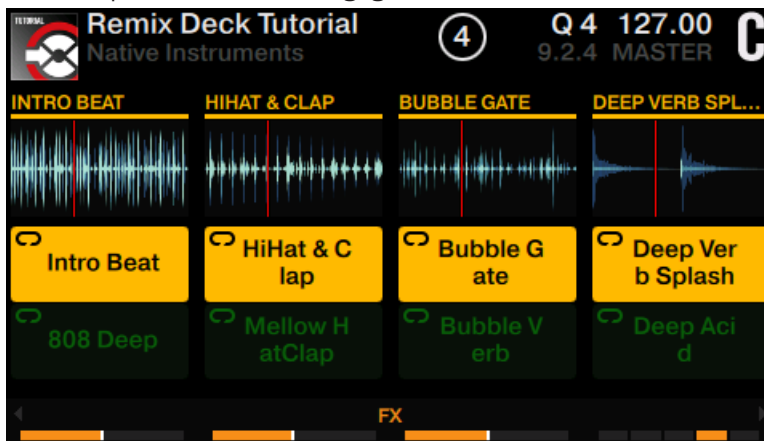 TUTORIAL
Remix Deck Tutorial
Native Instruments
4
Q 4 127.00
9.2.4 MASTER
C
INTRO BEAT
HIHAT & CLAP
BUBBLE GATE
DEEP VERB SPL...
Intro Beat
HiHat & C
lap
Bubble G
ate
Deep Ver
b Splash
808 Deep
Mellow H
atClap
Bubble V
erb
Deep Aci
d
FX